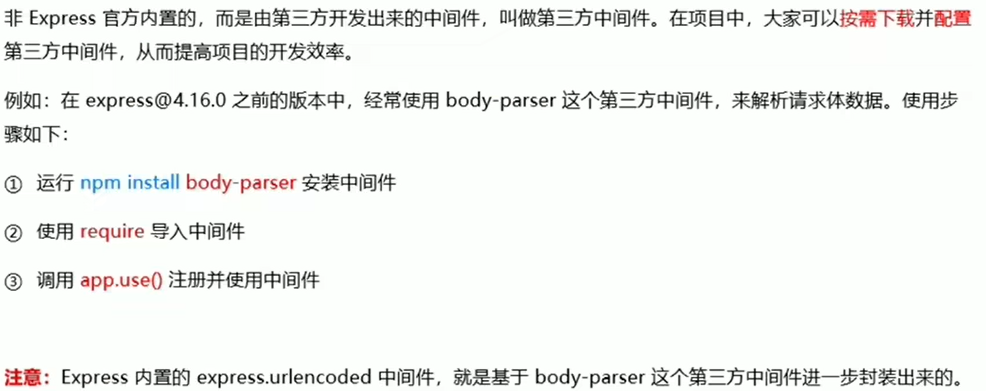 非 Express 官方内置的，而是由第三方开发出来的中间件，叫做第三方中间件。在项目中，大家可以按需下载并配置
第三方中间件，从而提高项目的开发效率。
例如：在 express@4.16.0 之前的版本中，经常使用 body-parser 这个第三方中间件，来解析请求体数据。使用步
骤如下：
① 运行 npm install body-parser 安装中间件
② 使用 require 导入中间件
③ 调用 app.use() 注册并使用中间件
注意：Express 内置的 express.urlencoded 中间件，就是基于 body-parser 这个第三方中间件进一步封装出来的。